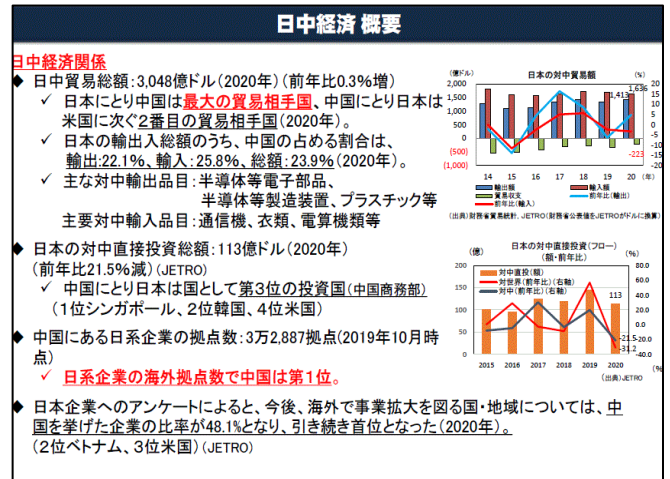 日中経済 概要
日中経済関係
◆ 日中貿易総額:3,048億ドル(2020年)(前年比0.3%増)
✓ 日本にとり中国は最大の貿易相手国、中国にとり日本は
米国に次ぐ2番目の貿易相手国(2020年)。
✓ 日本の輸出入総額のうち、中国の占める割合は、
輸出:22.1%、輸入:25.8%、総額:23.9%(2020年)。
✓ 主な対中輸出品目:半導体等電子部品、
半導体等製造装置、プラスチック等
主要対中輸入品目:通信機、衣類、電算機類等
◆ 日本の対中直接投資総額:113億ドル(2020年)
(前年比21.5%減)(JETRO)
✓ 中国にとり日本は国として第3位の投資国(中国商務部)
(1位シンガポール、2位韓国、4位米国)
◆ 中国にある日系企業の拠点数:3万2,887拠点(2019年10月時
点)
✓ 日系企業の海外拠点数で中国は第1位。
◆ 日本企業へのアンケートによると、今後、海外で事業拡大を図る国・地域については、中
国を挙げた企業の比率が48.1%となり、引き続き首位となった(2020年)。
(2位ベトナム、3位米国)(JETRO)
(億ドル) 日本の対中貿易額 (%)
2,000 20
1,500 15
1,000 10
500 5
0 0
(500) -5
(1,000) -10
-15
-20
1,413 1,636
-223
14 15 16 17 18 19 20 (年)
輸出額 輸入額
貿易収支 前年比(輸出)
前年比(輸入)
(出典)財務省貿易統計、JETRO(財務省公表値をJETROがドルに換算)
日本の対中直接投資(フロー)
(億) (額・前年比) (%)
対中直投(額)
対世界(前年比)(右軸)
対中(前年比)(右軸)
200 80.0
150 60.0
100 40.0
50 20.0
0 0.0
-20.0
-40.0
113
-21.5
-31.2
2015 2016 2017 2018 2019 2020 (%)
(出典)JETRO